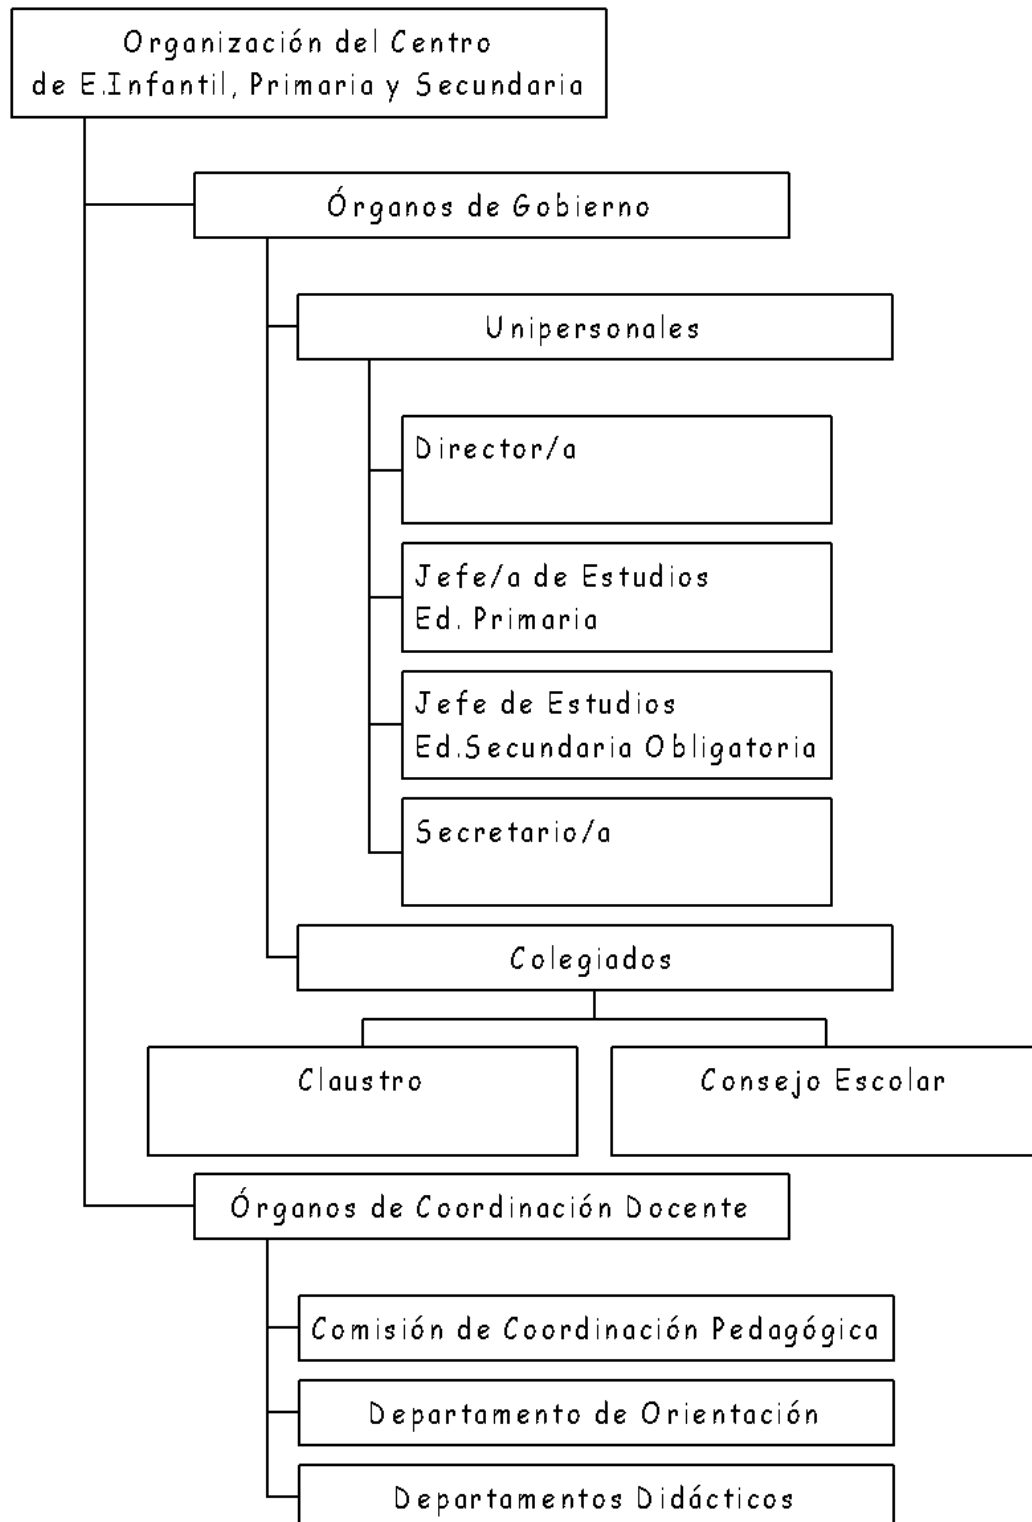 Organización del Centro
de E.Infantil, Primaria y Secundaria
Órganos de Gobierno
Unipersonales
Director/a
Jefe/a de Estudios
Ed. Primaria
Jefe de Estudios
Ed.Secundaria Obligatoria
Secretario/a
Colegiados
Claustro
Consejo Escolar
Órganos de Coordinación Docente
Comisión de Coordinación Pedagógica
Departamento de Orientación
Departamentos Didácticos